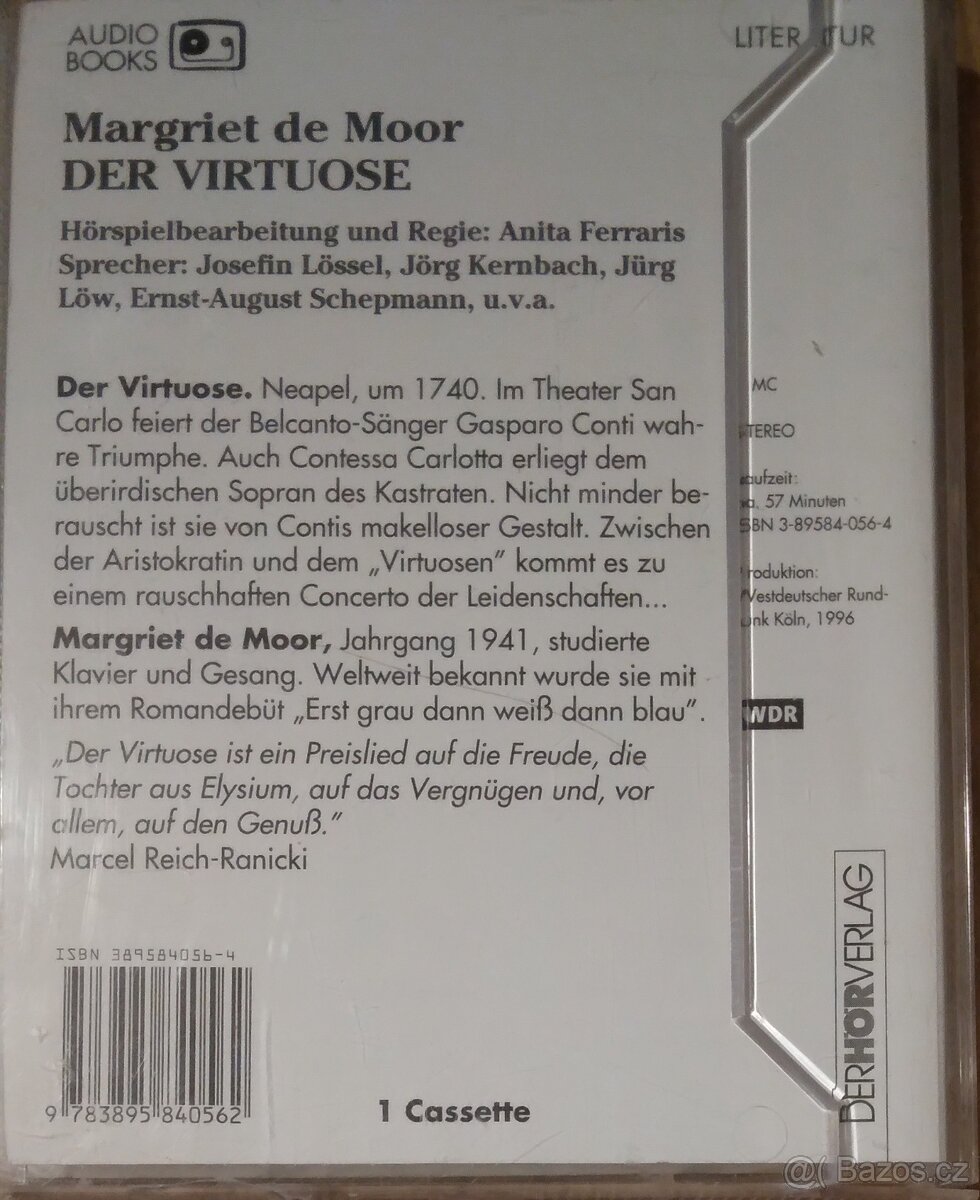 AUDIO
BOOKS
LITER TUR
Margriet de Moor
DER VIRTUOSE
Hörspielbearbeitung und Regie: Anita Ferraris
Sprecher: Josefin Lössel, Jörg Kernbach, Jürg
Löw, Ernst-August Schepmann, u.v.a.
Der Virtuose. Neapel, um 1740. Im Theater San
Carlo feiert der Belcanto-Sänger Gasparo Conti wah-
re Triumphe. Auch Contessa Carlotta erliegt dem
überirdischen Sopran des Kastraten. Nicht minder be-
rauscht ist sie von Contis makelloser Gestalt. Zwischen
der Aristokratin und dem „Virtuosen" kommt es zu
einem rauschhaften Concerto der Leidenschaften...
Margriet de Moor, Jahrgang 1941, studierte
Klavier und Gesang. Weltweit bekannt wurde sie mit
ihrem Romandebüt „Erst grau dann weiß dann blau".
„Der Virtuose ist ein Preislied auf die Freude, die
Tochter aus Elysium, auf das Vergnügen und, vor
allem, auf den Genuß."
Marcel Reich-Ranicki
MC
TEREO
aufzeit:
a. 57 Minuten
SBN 3-89584-056-4
roduktion:
Westdeutscher Rund-
unk Köln, 1996
WDR
DERHÖRVERLAG
ISBN 389584056-4
9 783895 840562
1 Cassette
@( Bazos.cz